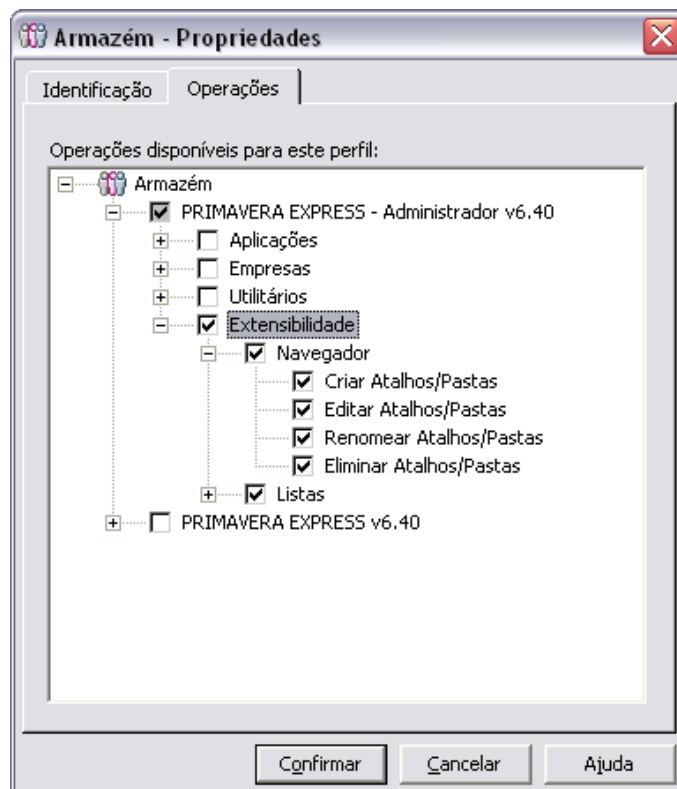 Armazém - Propriedades
Identificação Operações
Operações disponíveis para este perfil:
Armazém
PRIMAVERA EXPRESS - Administrador v6.40
Aplicações
Empresas
Utilitários
Extensibilidade
Navegador
Criar Atalhos/Pastas
Editar Atalhos/Pastas
Renomear Atalhos/Pastas
Eliminar Atalhos/Pastas
Listas
PRIMAVERA EXPRESS v6.40
Confirmar Cancelar Ajuda